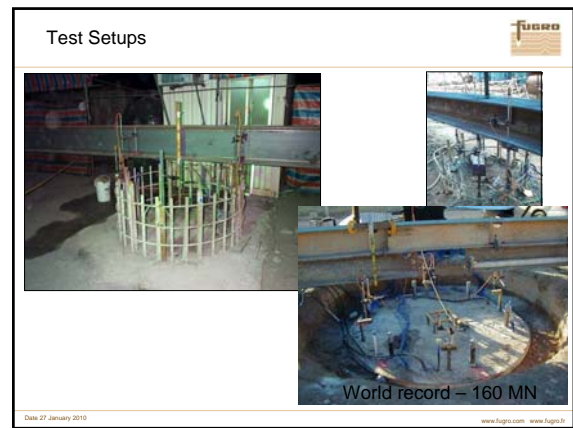 Test Setups
FUGRO
World record – 160 MN
Date 27 January 2010
www.fugro.com www.fugro.fr